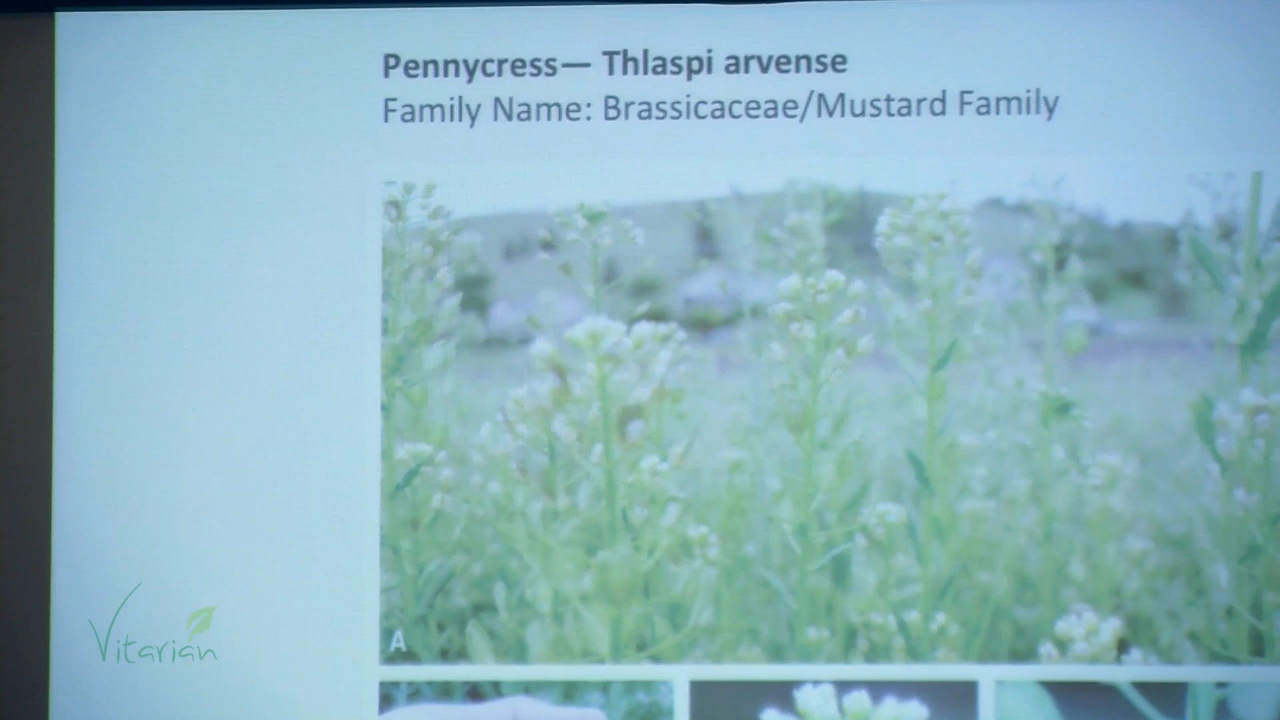 Pennycress— Thlaspi arvense
Family Name: Brassicaceae/Mustard Family
A
Vitarian